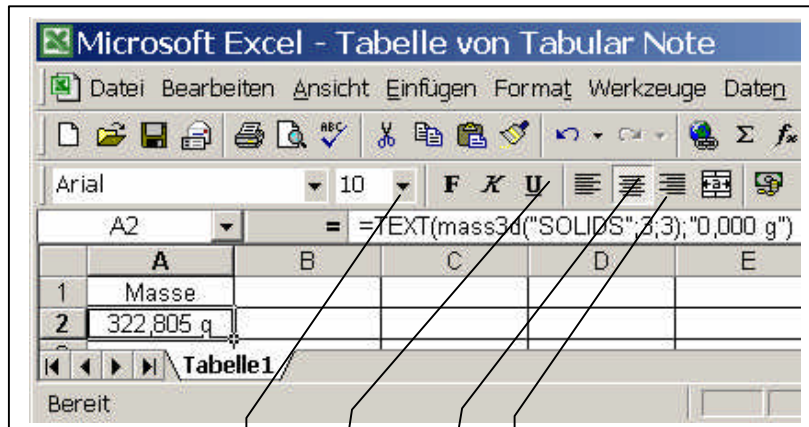 Microsoft Excel - Tabelle von Tabular Note
Datei Bearbeiten Ansicht Einfügen Format Werkzeuge Daten
ABC Σ f*
Arial 10 F K U a
A2 = =TEXT(mass3d("SOLIDS";3;3);"0,000 g")
A B C D E
1 Masse
2 322,805 g
Tabelle1
Bereit